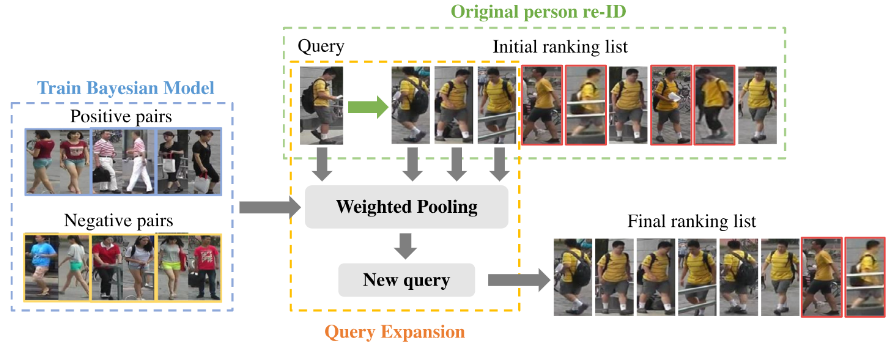 Original person re-ID
Query
Initial ranking list
Train Bayesian Model
Positive pairs
Negative pairs
Weighted Pooling
New query
Final ranking list
Query Expansion